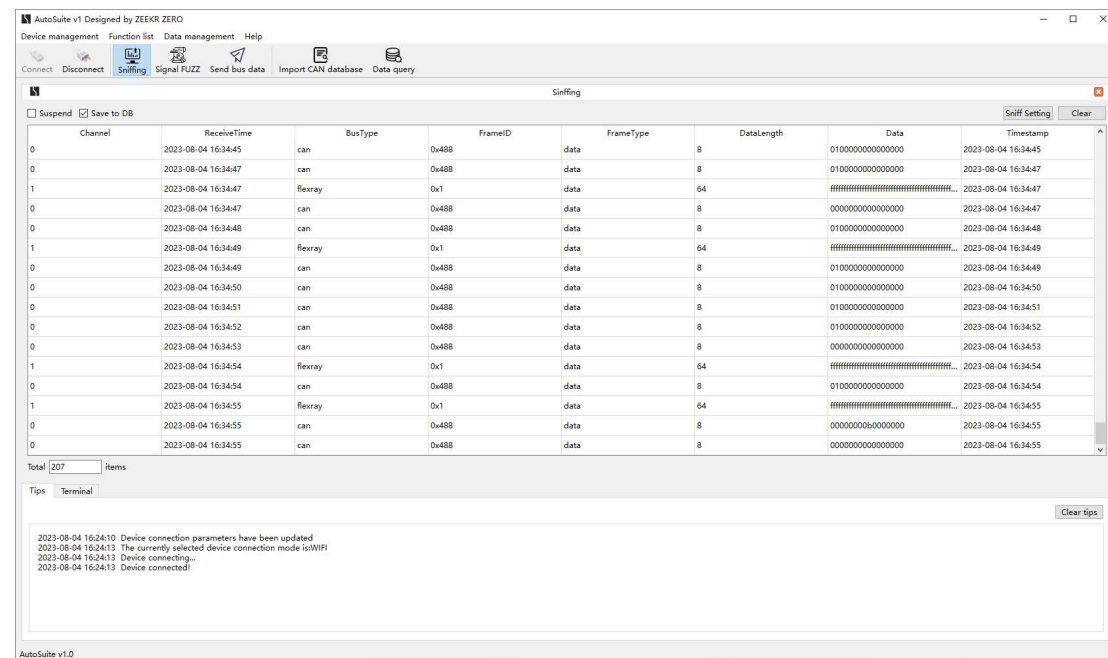 AutoSuite v1 Designed by ZEEKR ZERO
Device management Function list Data management Help
Connect Disconnect Sniffing Signal FUZZ Send bus data Import CAN database Data query
Sinffing
Suspend Save to DB Sniff Setting Clear
Channel ReceiveTime BusType FrameID FrameType DataLength Data Timestamp
0 2023-08-04 16:34:45 can 0x488 data 8 0100000000000000 2023-08-04 16:34:45
0 2023-08-04 16:34:47 can 0x488 data 8 0100000000000000 2023-08-04 16:34:47
1 2023-08-04 16:34:47 flexray 0x1 data 64 2023-08-04 16:34:47
0 2023-08-04 16:34:47 can 0x488 data 8 0000000000000000 2023-08-04 16:34:47
0 2023-08-04 16:34:48 can 0x488 data 8 0100000000000000 2023-08-04 16:34:48
1 2023-08-04 16:34:49 flexray 0x1 data 64 2023-08-04 16:34:49
0 2023-08-04 16:34:49 can 0x488 data 8 0100000000000000 2023-08-04 16:34:49
0 2023-08-04 16:34:50 can 0x488 data 8 0100000000000000 2023-08-04 16:34:50
0 2023-08-04 16:34:51 can 0x488 data 8 0100000000000000 2023-08-04 16:34:51
0 2023-08-04 16:34:52 can 0x488 data 8 0100000000000000 2023-08-04 16:34:52
0 2023-08-04 16:34:53 can 0x488 data 8 0000000000000000 2023-08-04 16:34:53
1 2023-08-04 16:34:54 flexray 0x1 data 64 2023-08-04 16:34:54
0 2023-08-04 16:34:54 can 0x488 data 8 0100000000000000 2023-08-04 16:34:54
1 2023-08-04 16:34:55 flexray 0x1 data 64 2023-08-04 16:34:55
0 2023-08-04 16:34:55 can 0x488 data 8 00000000b0000000 2023-08-04 16:34:55
0 2023-08-04 16:34:55 can 0x488 data 8 0000000000000000 2023-08-04 16:34:55
Total 207 items
Tips Terminal
Clear tips
2023-08-04 16:24:10 Device connection parameters have been updated
2023-08-04 16:24:13 The currently selected device connection mode is:WIFI
2023-08-04 16:24:13 Device connecting...
2023-08-04 16:24:13 Device connected!
AutoSuite v1.0